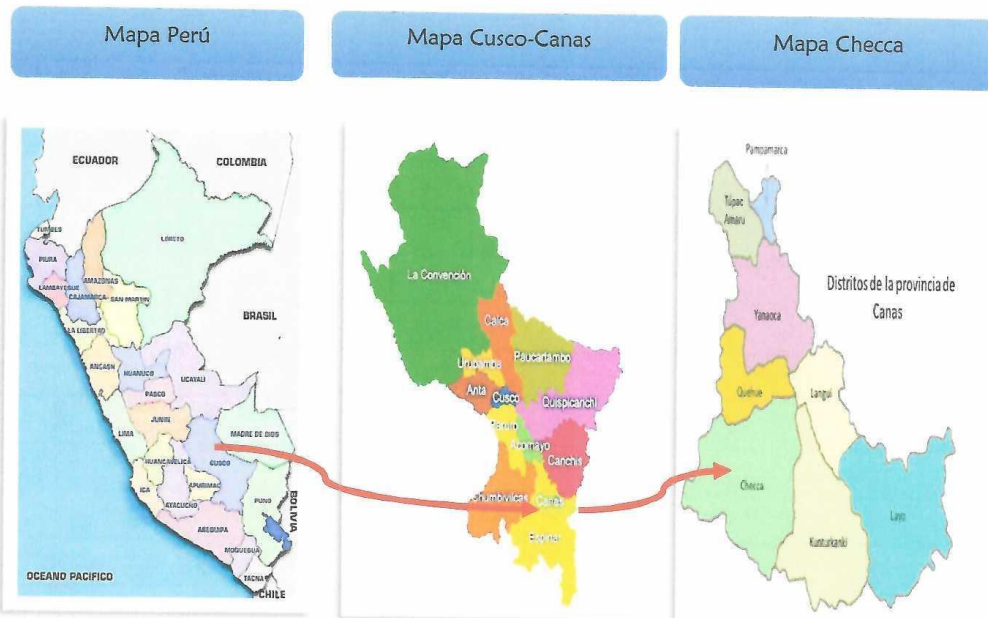 Mapa Perú
Mapa Cusco-Canas
Mapa Checca
ECUADOR
COLOMBIA
TUMBES
PIURA
LORETO
AMAZONAS
LAMBAYEQUE
CAJAMARCA
SAN MARTIN
LA LIBERTAD
BRASIL
ANCASH
HUANUCO
UCAYALI
PASCO
JUNIN
LIMA
MADRE DE DIOS
HUANCAVELICA
CUSCO
ICA
APURIMAC
AYACUCHO
PUNO
BOLIVIA
AREQUIPA
MOQUEGUA
TACNA
OCEANO PACIFICO
CHILE
La Convención
Calca
Urubamba
Paucartambo
Anta
Cusco
Quispicanchi
Acomayo
Canchis
Chumbivilcas
Canas
Espinar
Pampamarca
Túpac
Amaru
Distritos de la provincia de
Canas
Yanaoca
Quehue
Langui
Checca
Layo
Kunturkanki